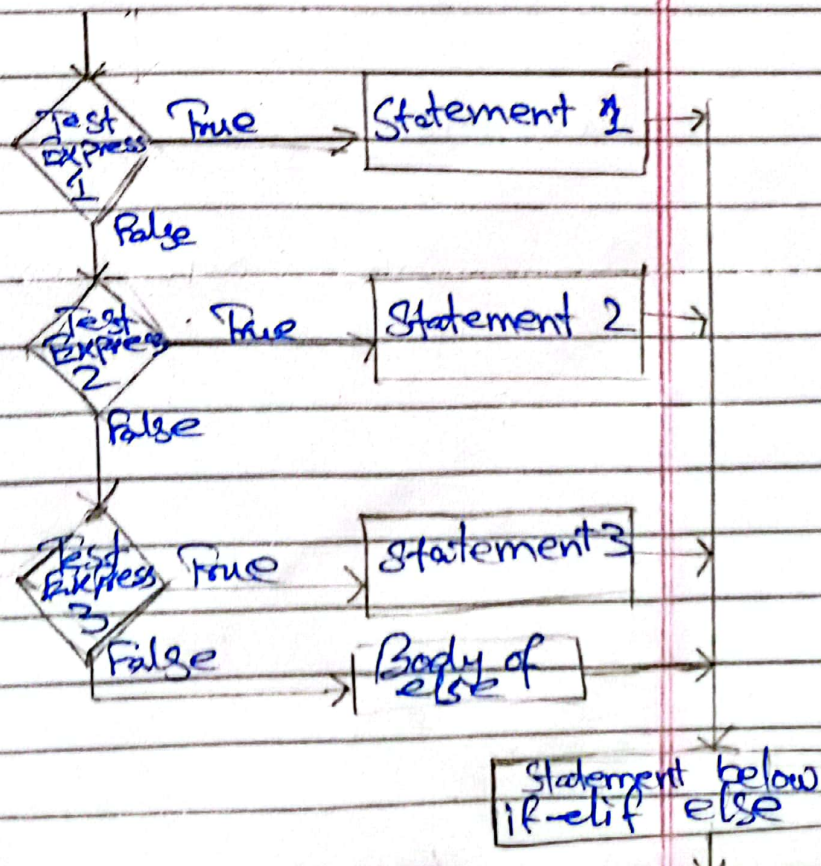 Test
Express
1
True
Statement 1
False
Test
Express
2
True
Statement 2
False
Test
Express
3
True
Statement 3
False
Body of
else
Statement below
if-elif else